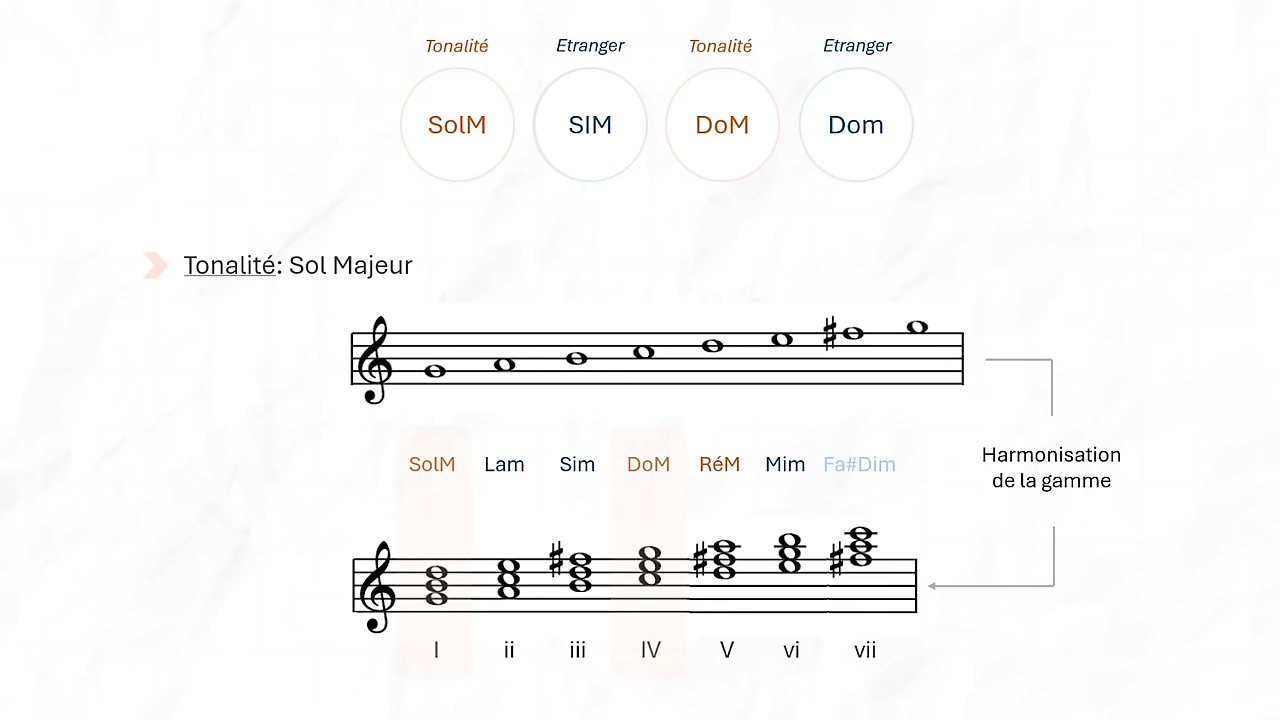 Tonalité Etranger Tonalité Etranger
SolM SIM DoM Dom
Tonalité: Sol Majeur
SolM Lam Sim DoM RéM Mim Fa#Dim
Harmonisation
de la gamme
I ii iii IV V vi vii